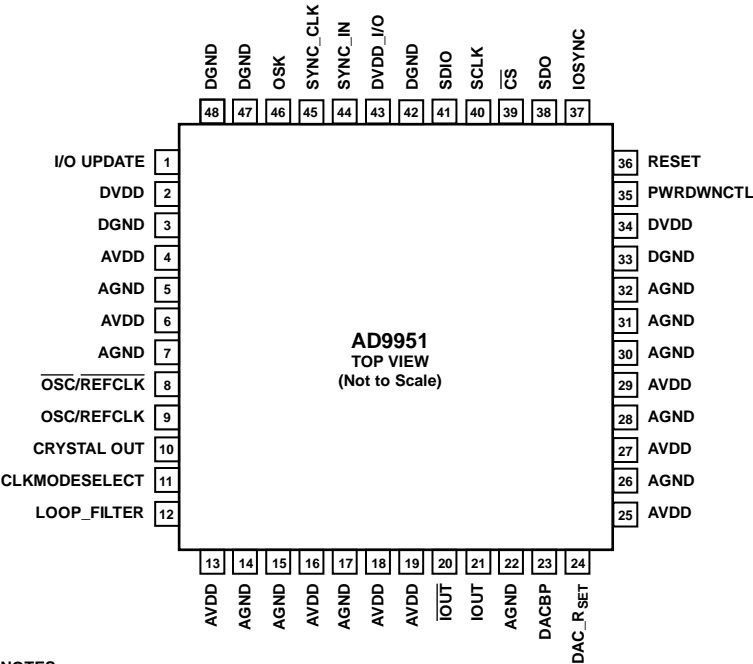 DGND
DGND
OSK
SYNC_CLK
SYNC_IN
DVDD_I/O
DGND
SDIO
SCLK
CS
SDO
IOSYNC
48 47 46 45 44 43 42 41 40 39 38 37
I/O UPDATE 1
DVDD 2
DGND 3
AVDD 4
AGND 5
AVDD 6
AGND 7
OSC/REFCLK 8
OSC/REFCLK 9
CRYSTAL OUT 10
CLKMODESELECT 11
LOOP_FILTER 12
AD9951
TOP VIEW
(Not to Scale)
36 RESET
35 PWRDWNCTL
34 DVDD
33 DGND
32 AGND
31 AGND
30 AGND
29 AVDD
28 AGND
27 AVDD
26 AGND
25 AVDD
13 14 15 16 17 18 19 20 21 22 23 24
AVDD
AGND
AGND
AVDD
AGND
AVDD
AVDD
IOUT
IOUT
AGND
DACBP
DAC_RSET
NOTES